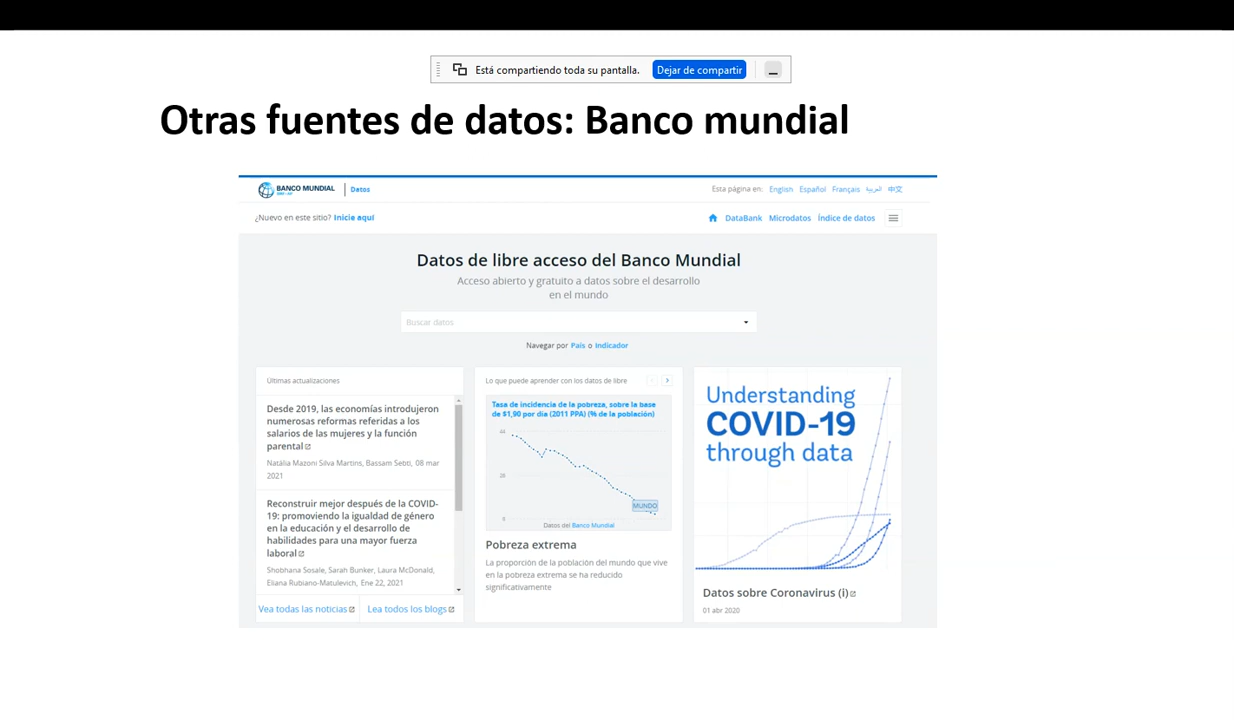 Está compartiendo toda su pantalla.
Dejar de compartir
Otras fuentes de datos: Banco mundial
BANCO MUNDIAL
BIRF - AIF
Datos
Esta página en: English Español Français العربية 中文
¿Nuevo en este sitio? Inicie aquí
DataBank Microdatos Índice de datos
Datos de libre acceso del Banco Mundial
Acceso abierto y gratuito a datos sobre el desarrollo
en el mundo
Buscar datos
Navegar por País o Indicador
Ultimas actualizaciones
Desde 2019, las economías introdujeron
numerosas reformas referidas a los
salarios de las mujeres y la función
parental
Natália Mazoni Silva Martins, Bassam Sebti, 08 mar
2021
Reconstruir mejor después de la COVID-
19: promoviendo la igualdad de género
en la educación y el desarrollo de
habilidades para una mayor fuerza
laboral
Shobhana Sosale, Sarah Bunker, Laura McDonald,
Eliana Rubiano-Matulevich, Ene 22, 2021
Vea todas las noticias
Lea todos los blogs
Lo que puede aprender con los datos de libre
Tasa de incidencia de la pobreza, sobre la base
de $1,90 por día (2011 PPA) (% de la población)
MUNDO
Datos del Banco Mundial
Pobreza extrema
La proporción de la población del mundo que vive
en la pobreza extrema se ha reducido
significativamente
Understanding
COVID-19
through data
Datos sobre Coronavirus (i)
01 abr 2020